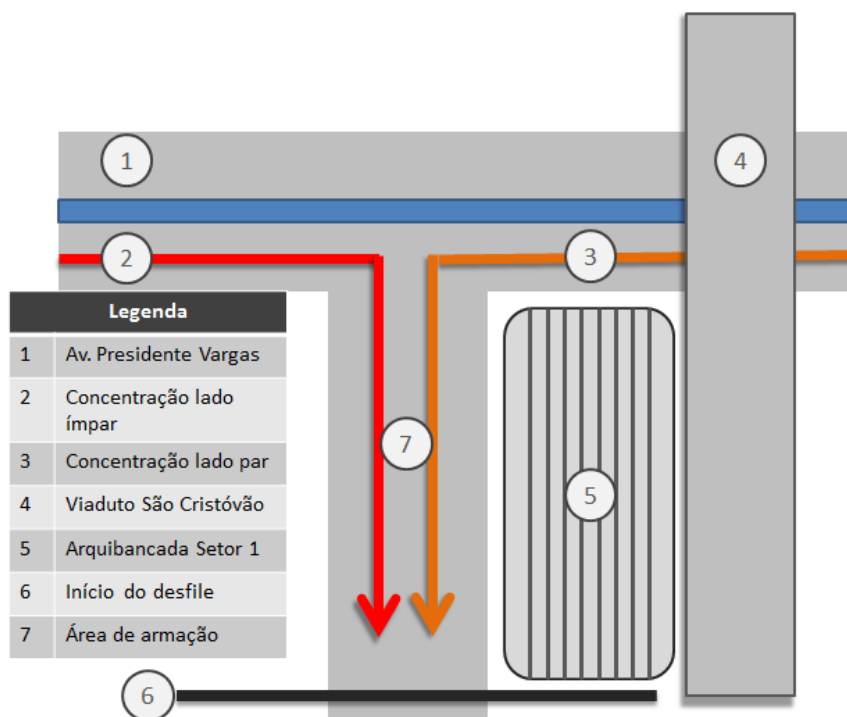 1
4
2
3
Legenda
1 Av. Presidente Vargas
2 Concentração lado
ímpar
3 Concentração lado par
4 Viaduto São Cristóvão
5 Arquibancada Setor 1
6 Início do desfile
7 Área de armação
7
5
6